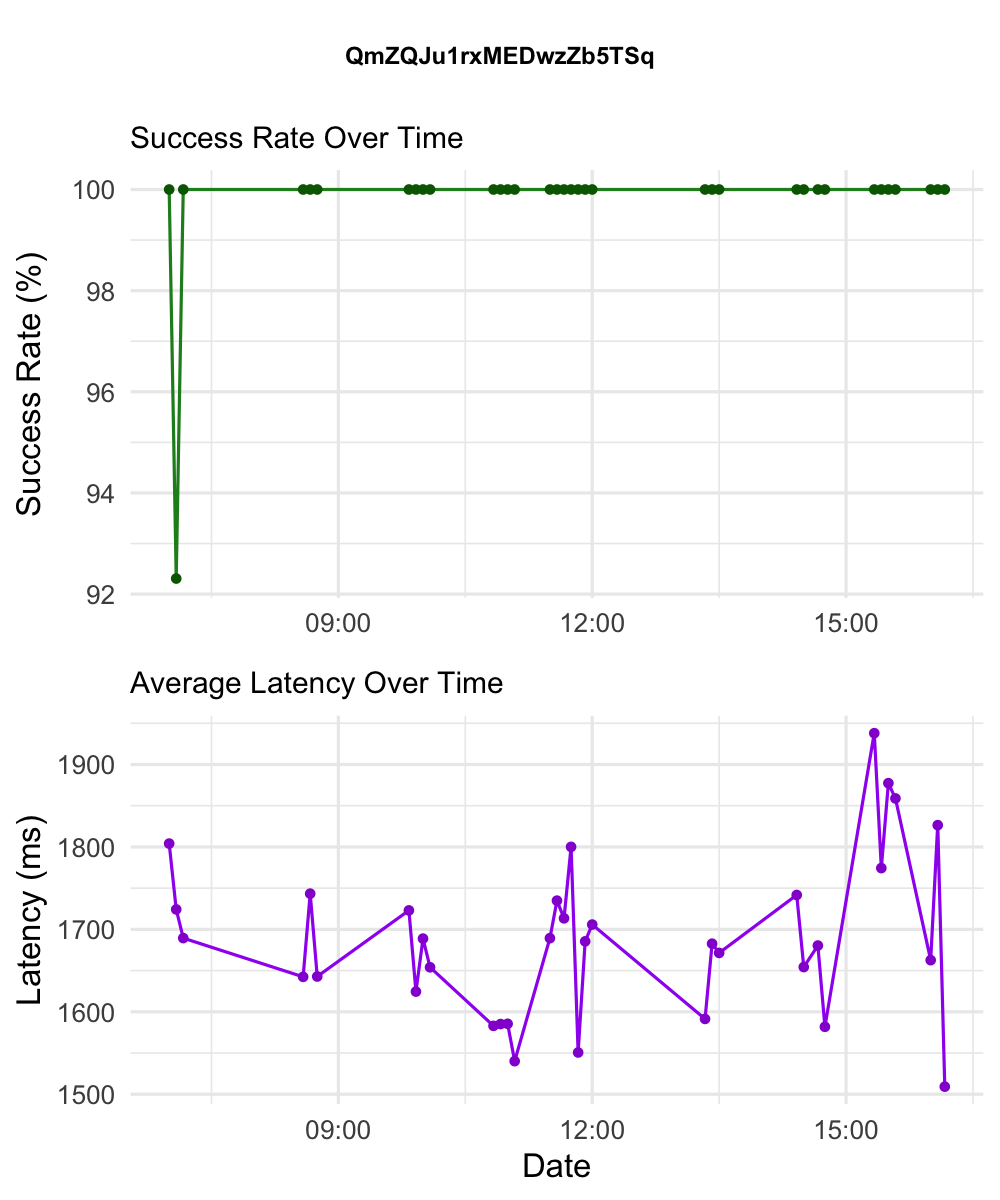 QmZQJu1rxMEDwzZb5TSq
Success Rate Over Time
Success Rate (%)
100
98
96
94
92
09:00 12:00 15:00
Average Latency Over Time
Latency (ms)
1900
1800
1700
1600
1500
09:00 12:00 15:00
Date